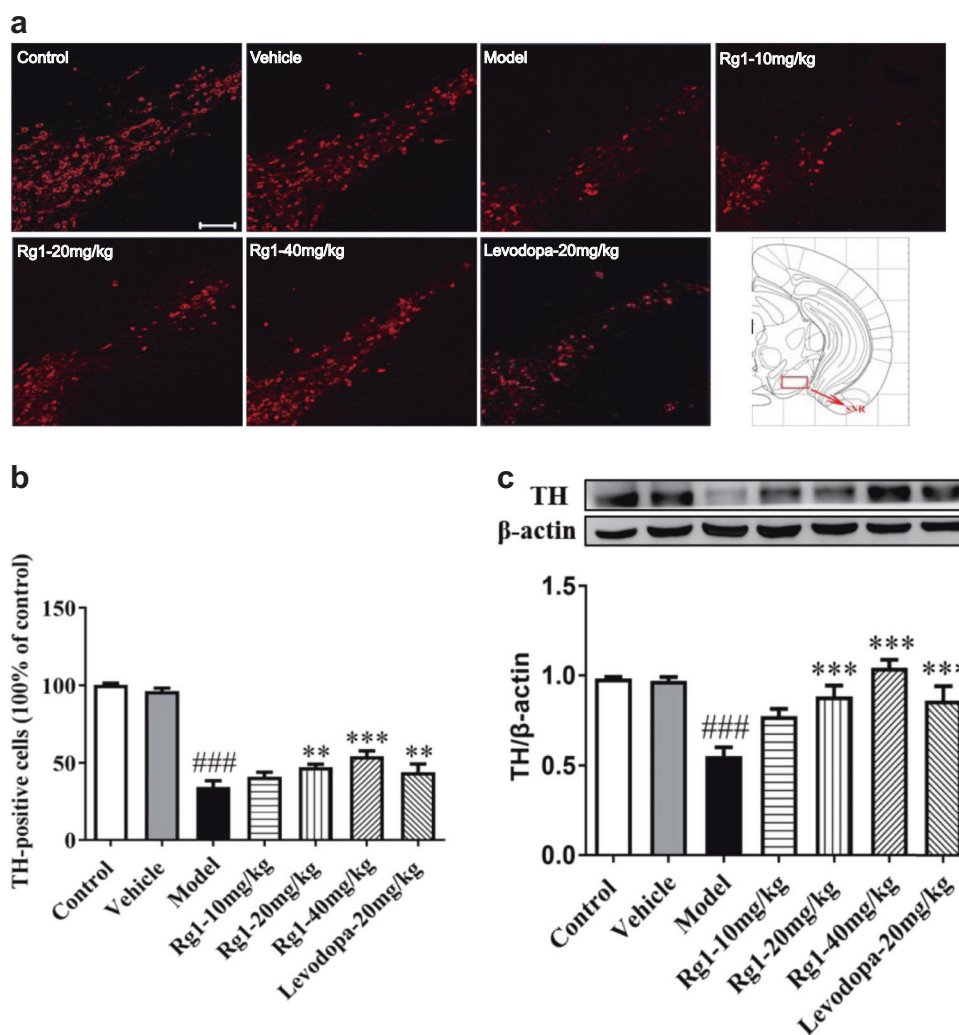 a
Control
Vehicle
Model
Rg1-10mg/kg
Rg1-20mg/kg
Rg1-40mg/kg
Levodopa-20mg/kg
SNR
b
TH-positive cells (100% of control)
150
100
50
0
###
**
***
**
Control
Vehicle
Model
Rg1-10mg/kg
Rg1-20mg/kg
Rg1-40mg/kg
Levodopa-20mg/kg
c
TH
β-actin
TH/β-actin
1.5
1.0
0.5
0.0
###
***
***
***
Control
Vehicle
Model
Rg1-10mg/kg
Rg1-20mg/kg
Rg1-40mg/kg
Levodopa-20mg/kg